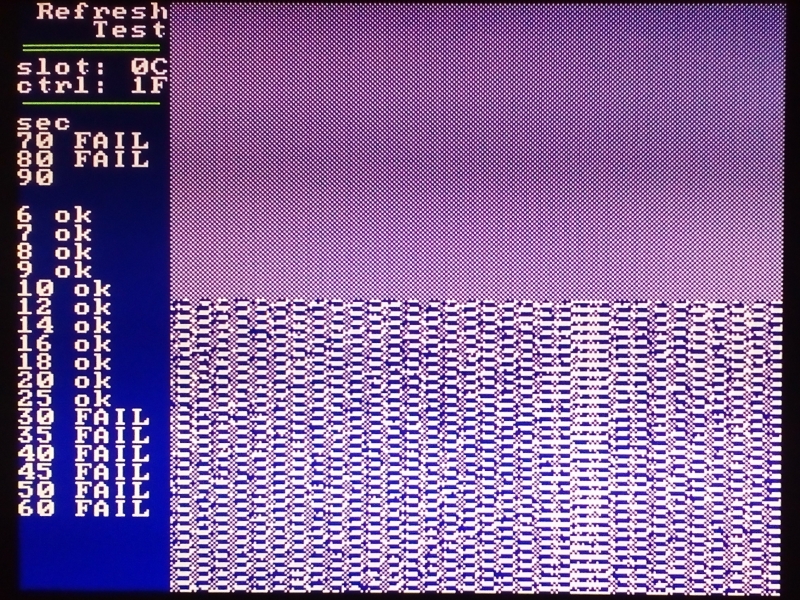 Refresh
Test
slot: 0C
ctrl: 1F
sec
70 FAIL
80 FAIL
90
6 ok
7 ok
8 ok
9 ok
10 ok
12 ok
14 ok
16 ok
18 ok
20 ok
25 ok
30 FAIL
35 FAIL
40 FAIL
45 FAIL
50 FAIL
60 FAIL